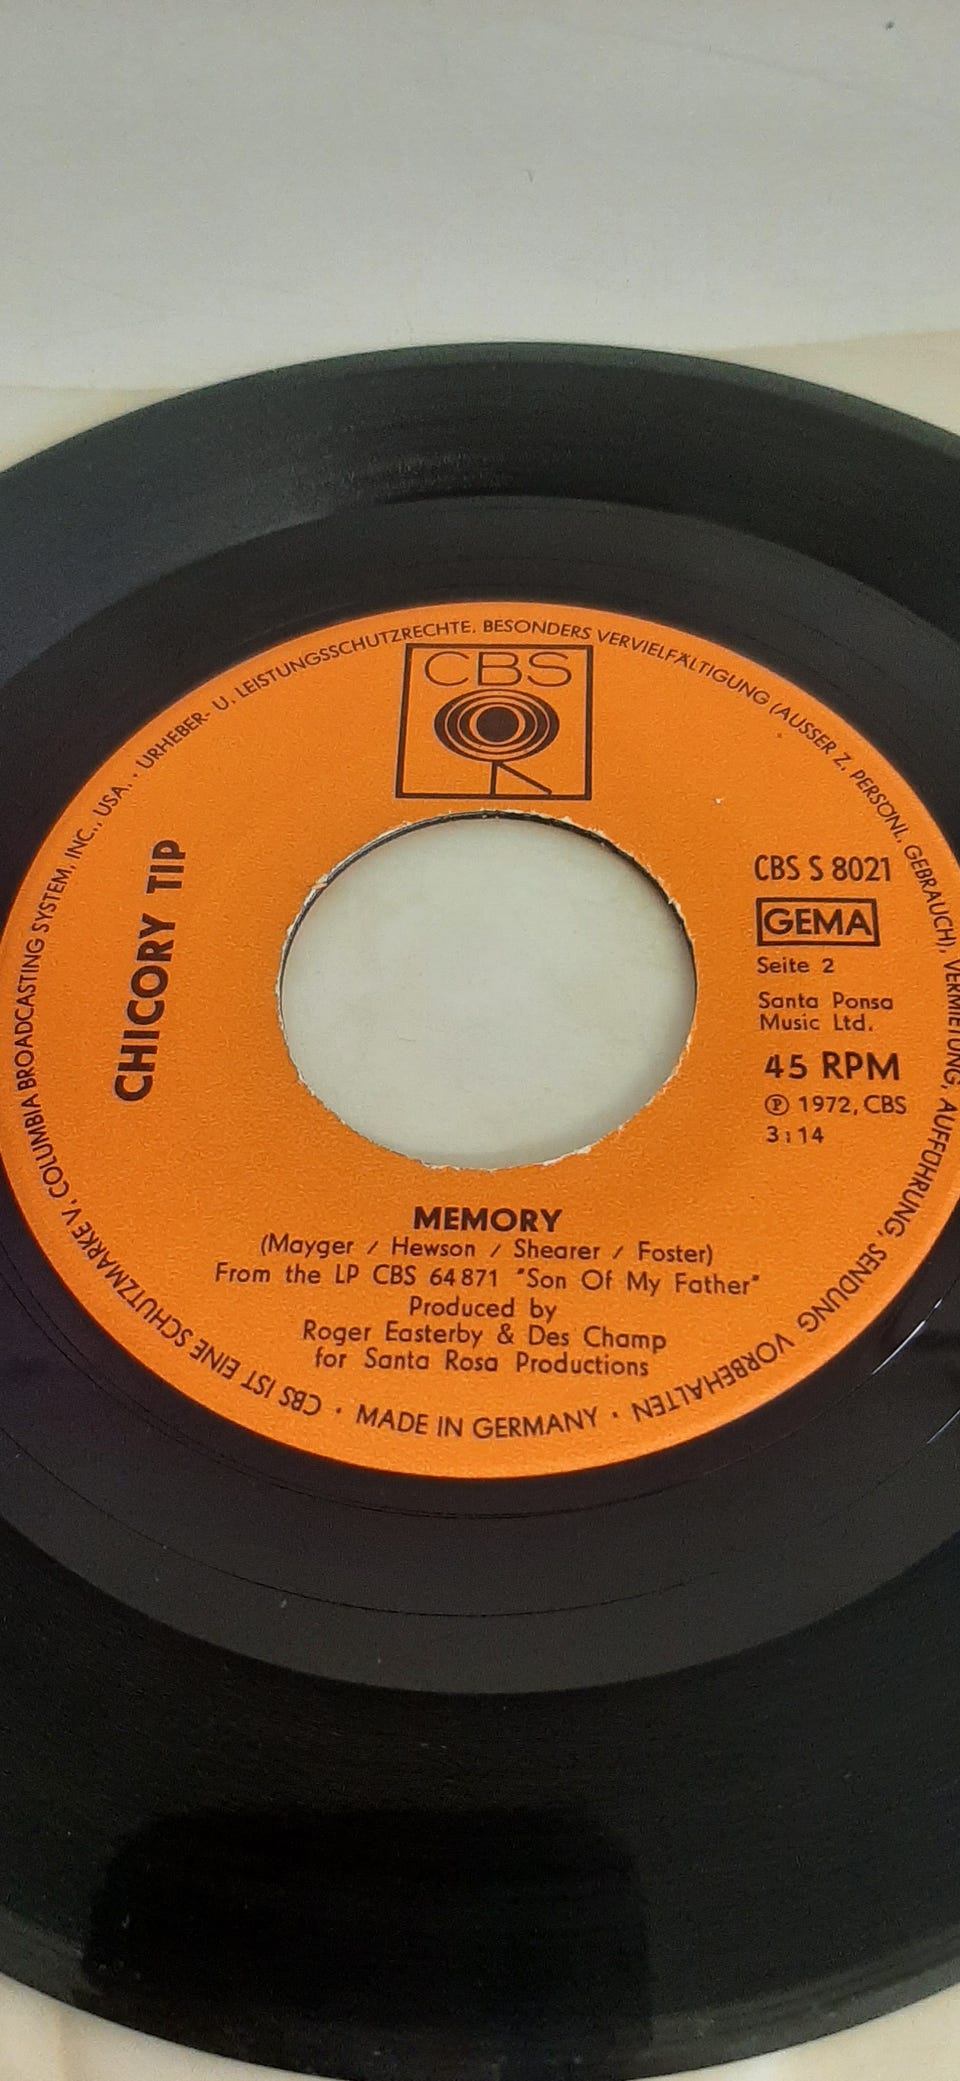 CBS
CHICORY TIP
CBS S 8021
GEMA
Seite 2
Santa Ponsa
Music Ltd.
45 RPM
Ⓟ 1972, CBS
3:14
MEMORY
(Mayger / Hewson / Shearer / Foster)
From the LP CBS 64 871 "Son Of My Father"
Produced by
Roger Easterby & Des Champ
for Santa Rosa Productions
CBS IST EINE SCHUTZMARKE V. COLUMBIA BROADCASTING SYSTEM, INC., USA. · URHEBER- U. LEISTUNGSSCHUTZRECHTE. BESONDERS VERVIELFÄLTIGUNG (AUSSER Z. PERSÖNL. GEBRAUCH), VERMIETUNG, AUFFÜHRUNG, SENDUNG VORBEHALTEN · MADE IN GERMANY ·